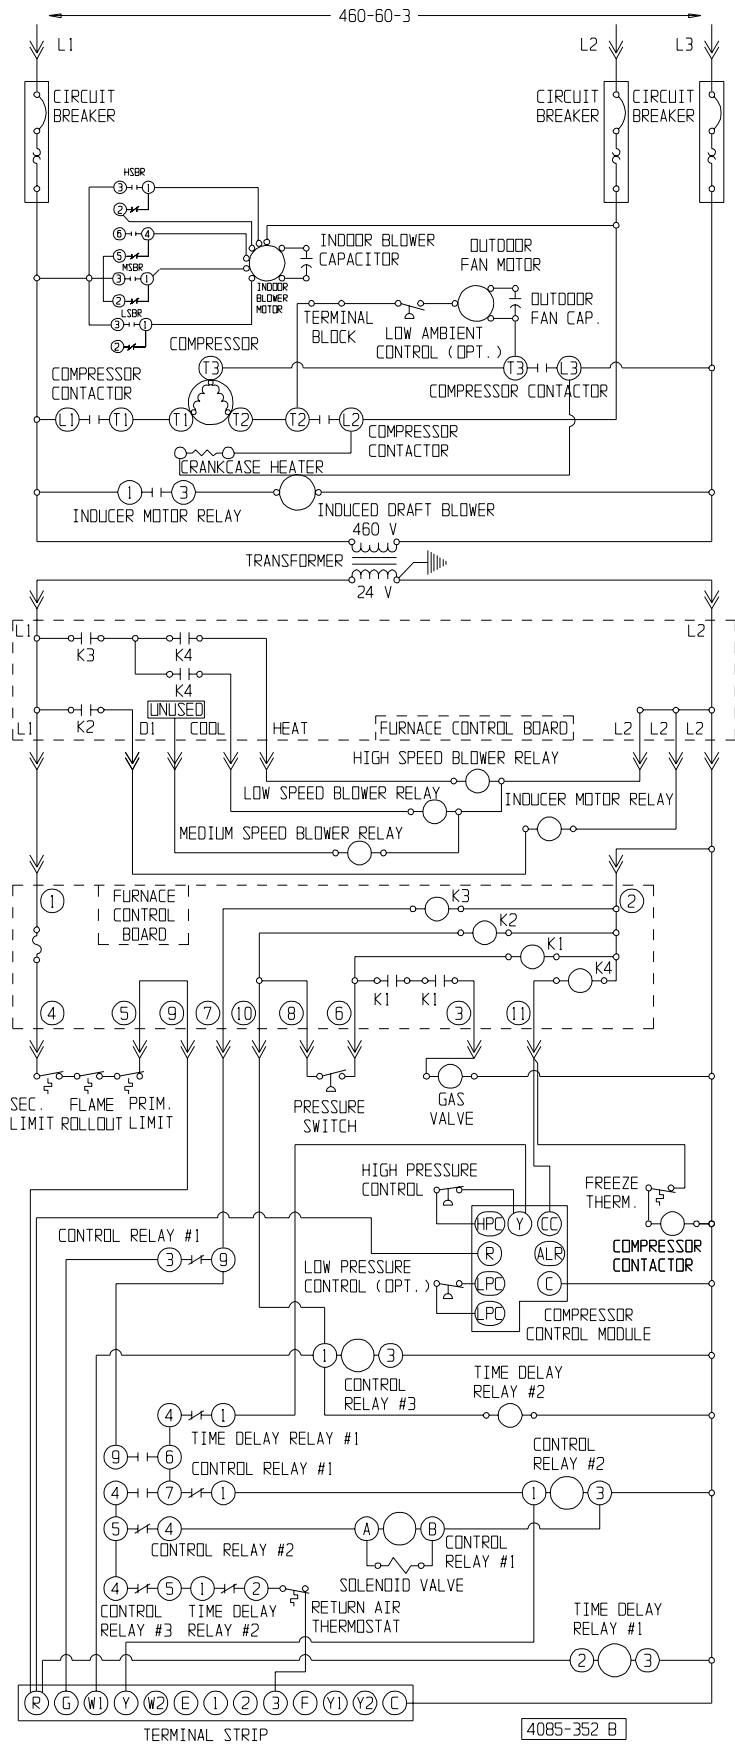 460-60-3
L1
L2
L3
CIRCUIT
BREAKER
CIRCUIT
BREAKER
CIRCUIT
BREAKER
HSBR
3
1
2
6
4
5
MSBR
3
1
2
LSBR
3
1
2
INDOOR BLOWER
CAPACITOR
INDOOR
BLOWER
MOTOR
OUTDOOR
FAN MOTOR
OUTDOOR
FAN CAP.
TERMINAL
BLOCK
LOW AMBIENT
CONTROL (OPT.)
COMPRESSOR
T3
T3
L3
COMPRESSOR
CONTACTOR
COMPRESSOR CONTACTOR
L1
T1
T1
T2
T2
L2
COMPRESSOR
CONTACTOR
CRANKCASE HEATER
1
3
INDUCER MOTOR RELAY
INDUCED DRAFT BLOWER
460 V
TRANSFORMER
24 V
L1
L2
K3
K4
K4
UNUSED
L1
K2
D1
COOL
HEAT
FURNACE CONTROL BOARD
L2
L2
L2
HIGH SPEED BLOWER RELAY
LOW SPEED BLOWER RELAY
INDUCER MOTOR RELAY
MEDIUM SPEED BLOWER RELAY
1
FURNACE
CONTROL
BOARD
K3
2
K2
K1
K4
K1
K1
4
5
9
7
10
8
6
3
11
SEC.
LIMIT
FLAME
ROLLOUT
PRIM.
LIMIT
PRESSURE
SWITCH
GAS
VALVE
HIGH PRESSURE
CONTROL
FREEZE
THERM.
HPC
Y
CC
CONTROL RELAY #1
3
9
R
ALR
COMPRESSOR
CONTACTOR
LOW PRESSURE
CONTROL (OPT.)
LPC
C
LPC
COMPRESSOR
CONTROL MODULE
1
3
CONTROL
RELAY #3
TIME DELAY
RELAY #2
4
1
TIME DELAY RELAY #1
9
6
CONTROL RELAY #1
CONTROL
RELAY #2
4
7
1
1
3
5
4
A
B
CONTROL RELAY #2
CONTROL
RELAY #1
SOLENOID VALVE
4
5
1
2
CONTROL
RELAY #3
TIME DELAY
RELAY #2
RETURN AIR
THERMOSTAT
TIME DELAY
RELAY #1
2
3
R
G
W1
Y
W2
E
1
2
3
F
Y1
Y2
C
TERMINAL STRIP
4085-352 B